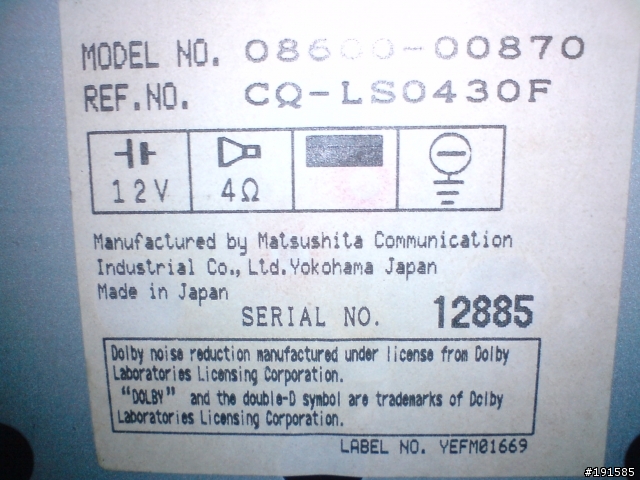 MODEL NO. 08600-00870
REF.NO. CQ-LS0430F
12V 4Ω
Manufactured by Matsushita Communication
Industrial Co., Ltd. Yokohama Japan
Made in Japan
SERIAL NO. 12885
Dolby noise reduction manufactured under license from Dolby
Laboratories Licensing Corporation.
"DOLBY" and the double-D symbol are trademarks of Dolby
Laboratories Licensing Corporation.
LABEL NO. YEFM01669
#191585